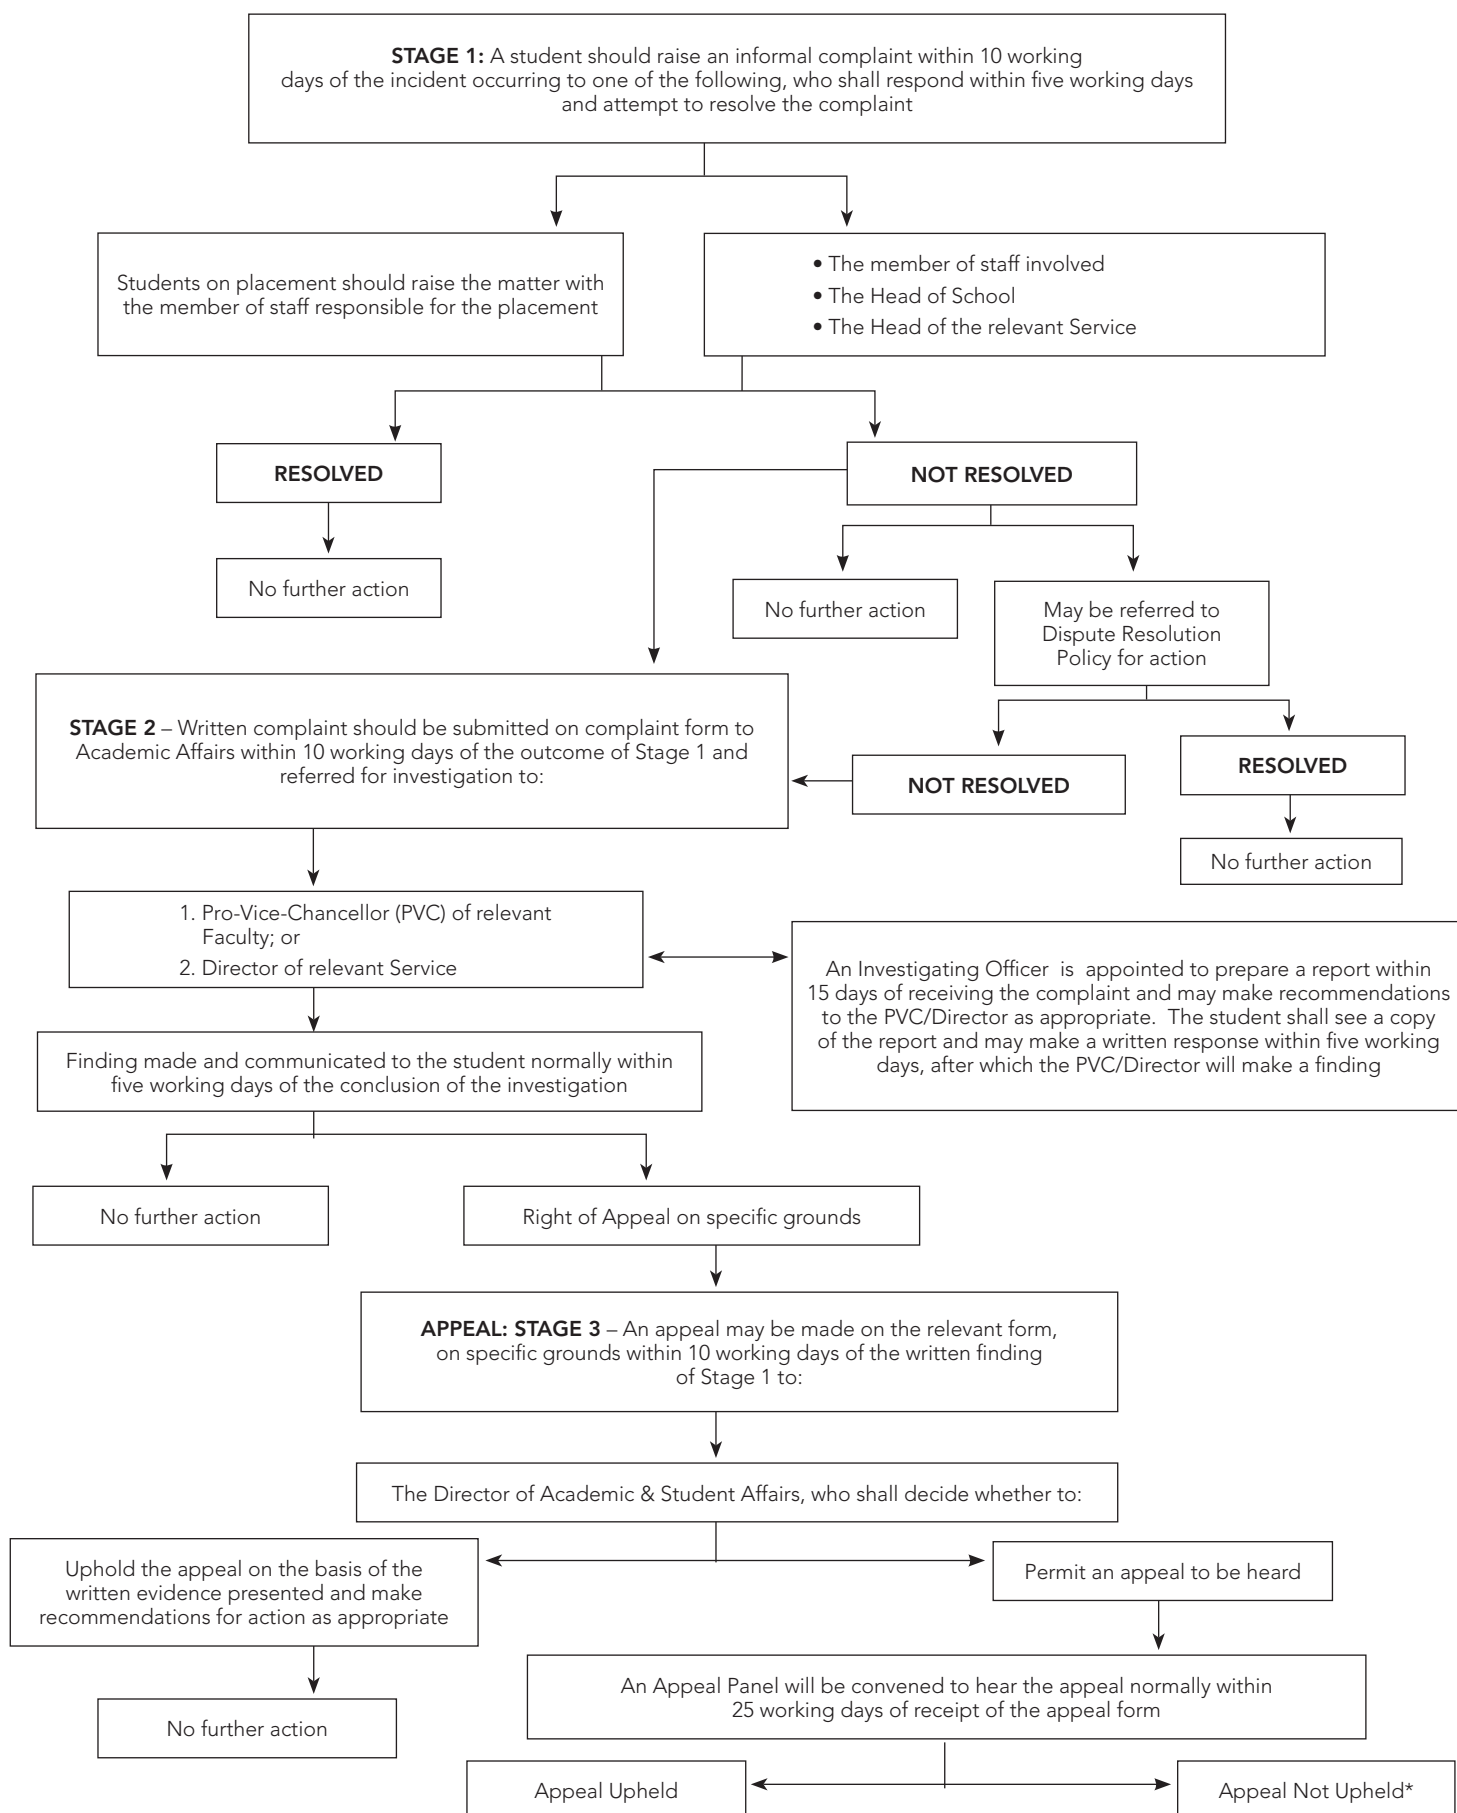 STAGE 1: A student should raise an informal complaint within 10 working
days of the incident occurring to one of the following, who shall respond within five working days
and attempt to resolve the complaint
Students on placement should raise the matter with
the member of staff responsible for the placement
• The member of staff involved
• The Head of School
• The Head of the relevant Service
RESOLVED
NOT RESOLVED
No further action
No further action
May be referred to
Dispute Resolution
Policy for action
STAGE 2 – Written complaint should be submitted on complaint form to
Academic Affairs within 10 working days of the outcome of Stage 1 and
referred for investigation to:
NOT RESOLVED
RESOLVED
No further action
1. Pro-Vice-Chancellor (PVC) of relevant
Faculty; or
2. Director of relevant Service
An Investigating Officer is appointed to prepare a report within
15 days of receiving the complaint and may make recommendations
to the PVC/Director as appropriate. The student shall see a copy
of the report and may make a written response within five working
days, after which the PVC/Director will make a finding
Finding made and communicated to the student normally within
five working days of the conclusion of the investigation
No further action
Right of Appeal on specific grounds
APPEAL: STAGE 3 – An appeal may be made on the relevant form,
on specific grounds within 10 working days of the written finding
of Stage 1 to:
The Director of Academic & Student Affairs, who shall decide whether to:
Uphold the appeal on the basis of the
written evidence presented and make
recommendations for action as appropriate
Permit an appeal to be heard
No further action
An Appeal Panel will be convened to hear the appeal normally within
25 working days of receipt of the appeal form
Appeal Upheld
Appeal Not Upheld*